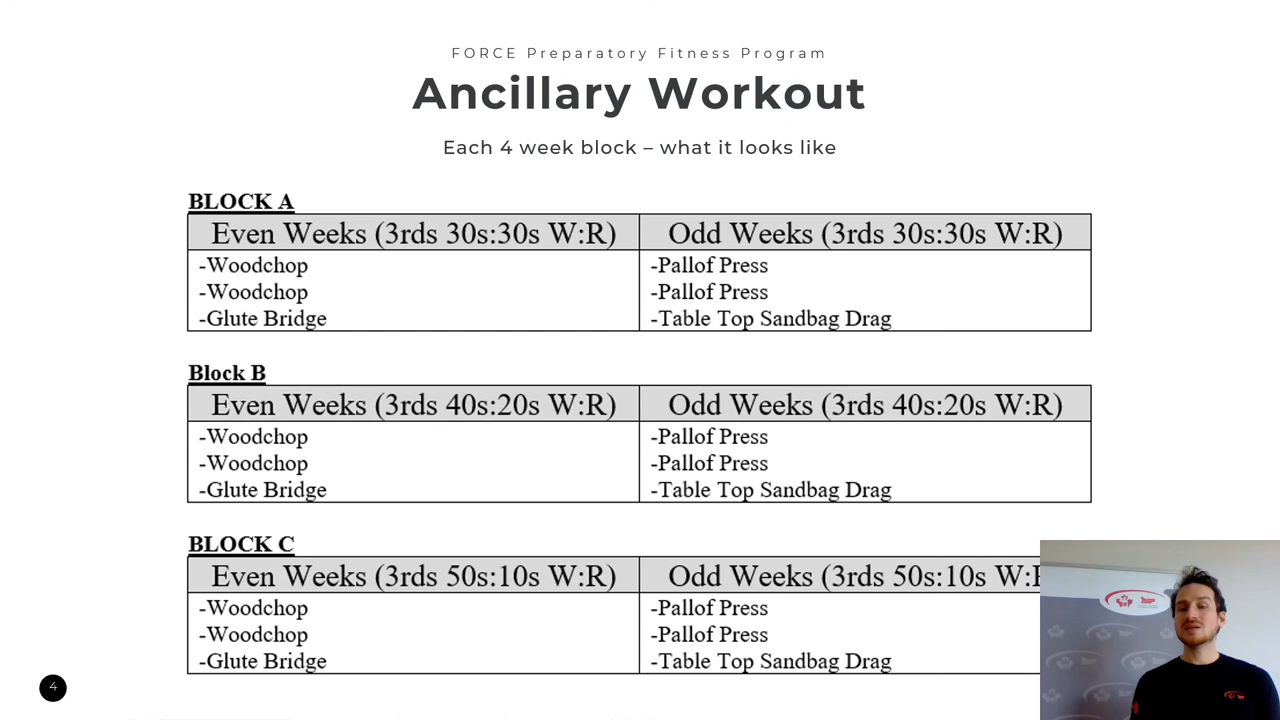 FORCE Preparatory Fitness Program
Ancillary Workout
Each 4 week block – what it looks like
BLOCK A
Even Weeks (3rds 30s:30s W:R) Odd Weeks (3rds 30s:30s W:R)
-Woodchop -Pallof Press
-Woodchop -Pallof Press
-Glute Bridge -Table Top Sandbag Drag
Block B
Even Weeks (3rds 40s:20s W:R) Odd Weeks (3rds 40s:20s W:R)
-Woodchop -Pallof Press
-Woodchop -Pallof Press
-Glute Bridge -Table Top Sandbag Drag
BLOCK C
Even Weeks (3rds 50s:10s W:R) Odd Weeks (3rds 50s:10s
-Woodchop -Pallof Press
-Woodchop -Pallof Press
-Glute Bridge -Table Top Sandbag Drag
4